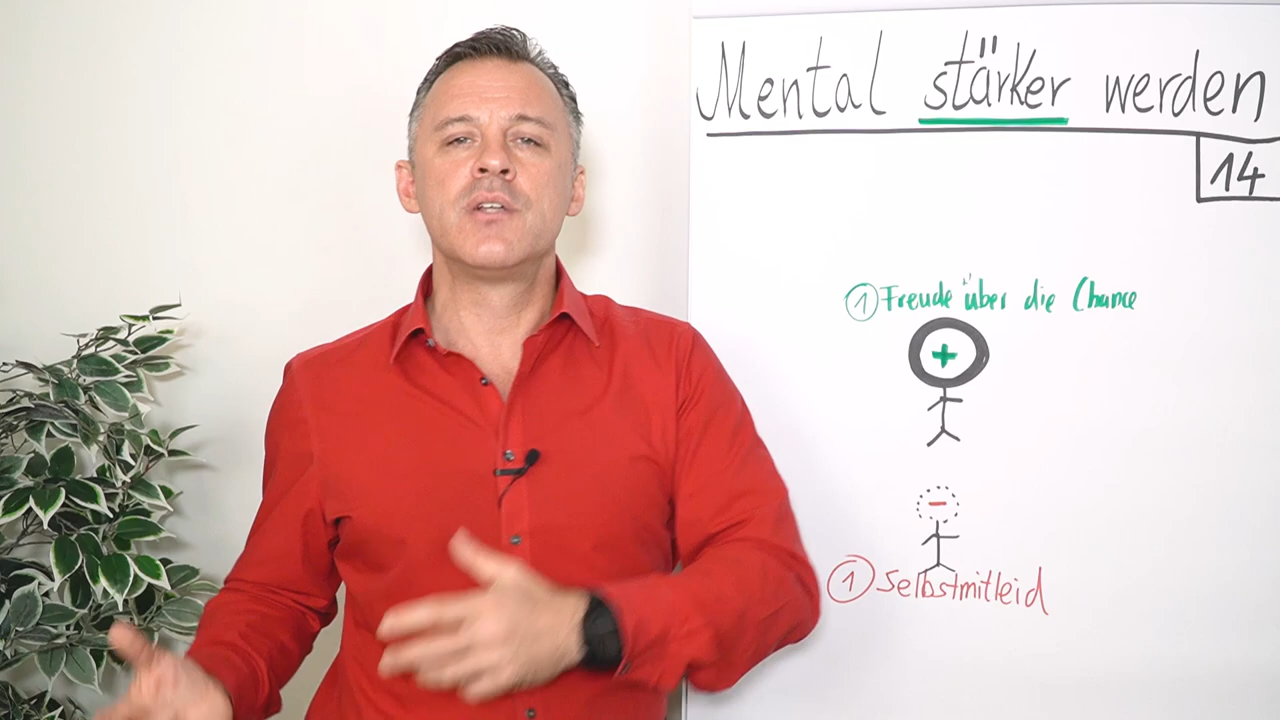 Mental stärker werden
14
① Freude über die Chance
+
-
① Selbstmitleid